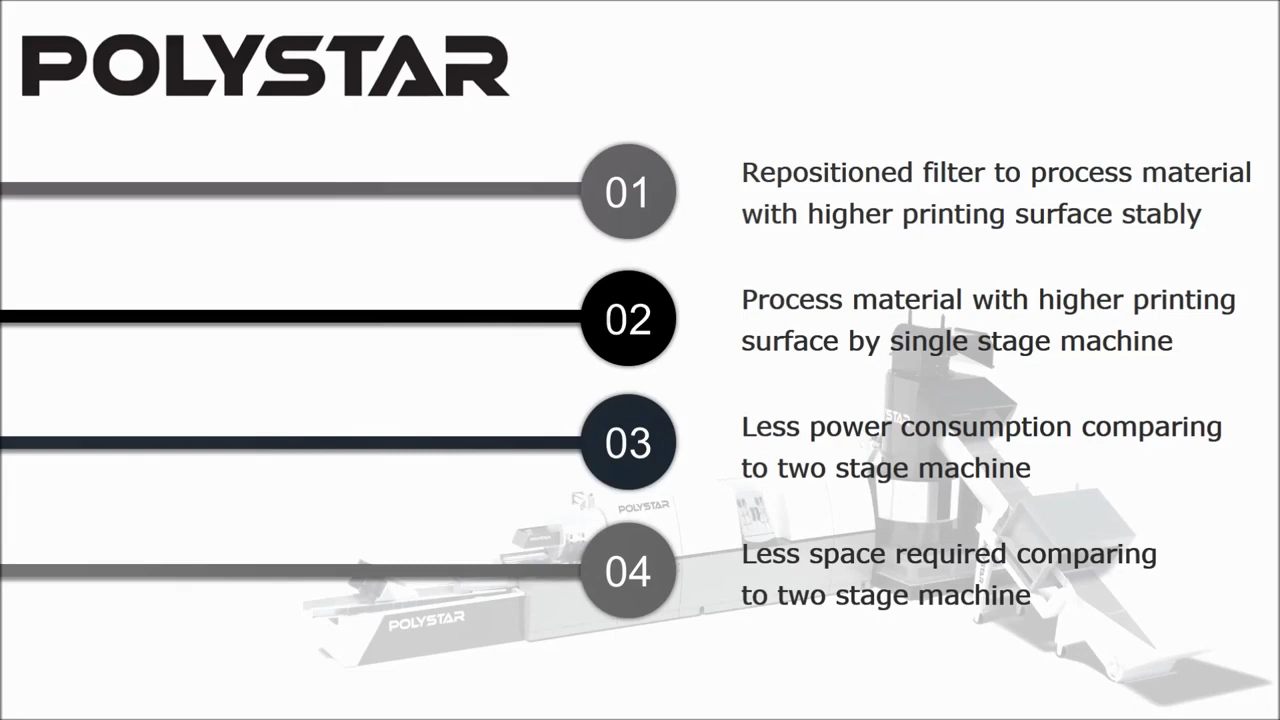 POLYSTAR
01
Repositioned filter to process material
with higher printing surface stably
02
Process material with higher printing
surface by single stage machine
03
Less power consumption comparing
to two stage machine
POLYSTAR
04
Less space required comparing
to two stage machine
POLYSTAR